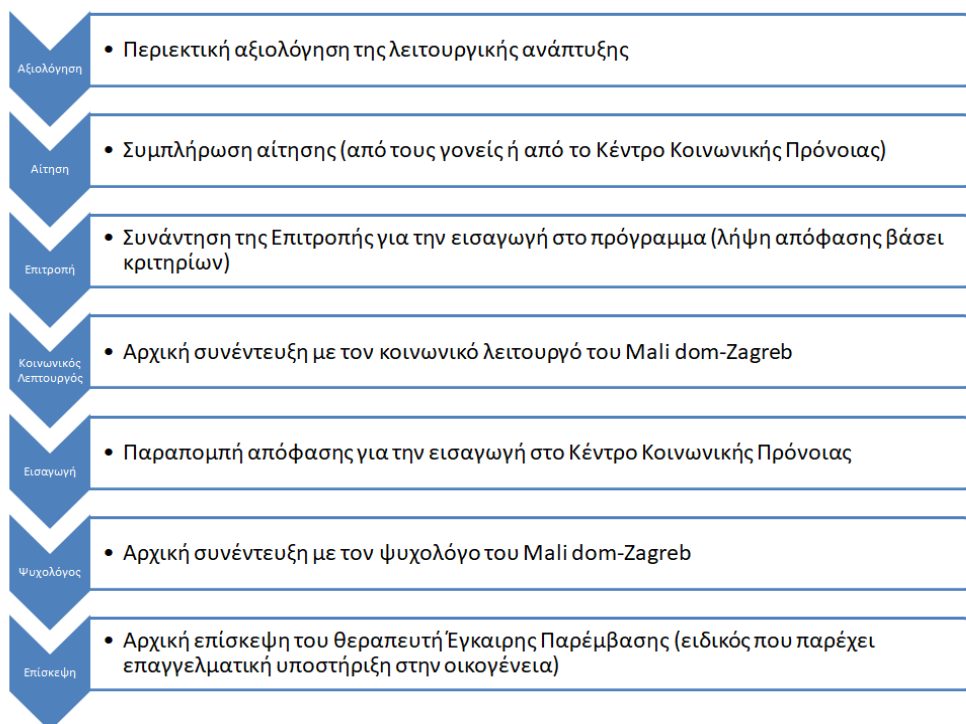 Αξιολόγηση
• Περιεκτική αξιολόγηση της λειτουργικής ανάπτυξης
Αίτηση
• Συμπλήρωση αίτησης (από τους γονείς ή από το Κέντρο Κοινωνικής Πρόνοιας)
Επιτροπή
• Συνάντηση της Επιτροπής για την εισαγωγή στο πρόγραμμα (λήψη απόφασης βάσει
κριτηρίων)
Κοινωνικός
Λεπτουργός
• Αρχική συνέντευξη με τον κοινωνικό λειτουργό του Mali dom-Zagreb
Εισαγωγή
• Παραπομπή απόφασης για την εισαγωγή στο Κέντρο Κοινωνικής Πρόνοιας
Ψυχολόγος
• Αρχική συνέντευξη με τον ψυχολόγο του Mali dom-Zagreb
Επίσκεψη
• Αρχική επίσκεψη του θεραπευτή Έγκαιρης Παρέμβασης (ειδικός που παρέχει
επαγγελματική υποστήριξη στην οικογένεια)